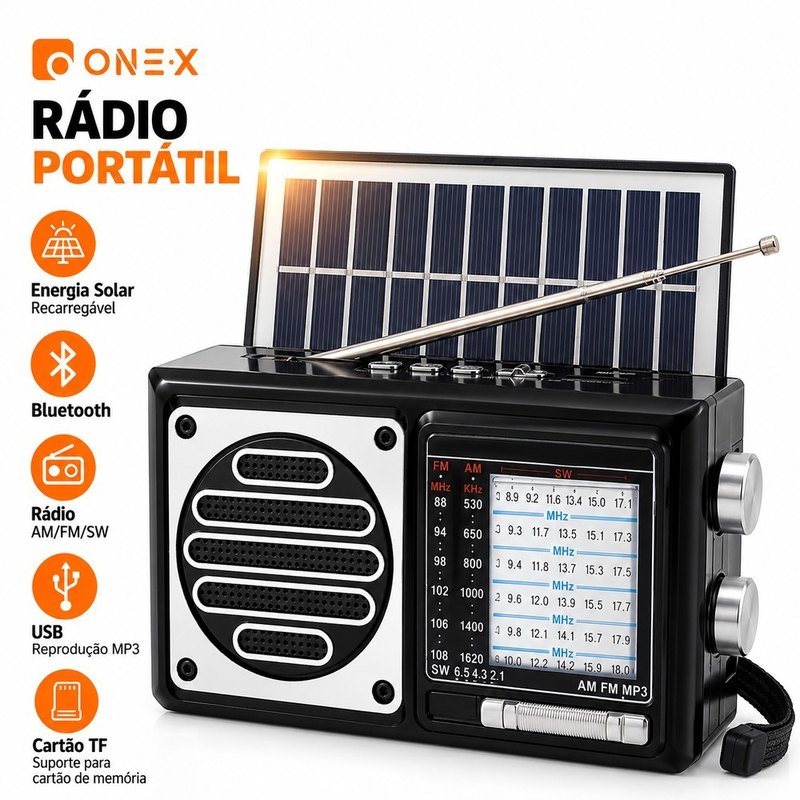 ONE·X
RÁDIO
PORTÁTIL
Energia Solar
Recarregável
Bluetooth
Rádio
AM/FM/SW
USB
Reprodução MP3
Cartão TF
Suporte para
cartão de memória
FM AM SW
MHz KHz
88 530
94 650
98 800
102 1000
106 1400
108 1620
8.9 9.2 11.6 13.4 15.0 17.1
MHz
9.3 11.7 13.5 15.1 17.3
MHz
9.4 11.8 13.7 15.3 17.5
MHz
9.6 12.0 13.9 15.5 17.7
MHz
9.8 12.1 14.1 15.7 17.9
MHz
10.0 12.2 14.2 15.9 18.0
SW 6.5 4.3 2.1
AM FM MP3